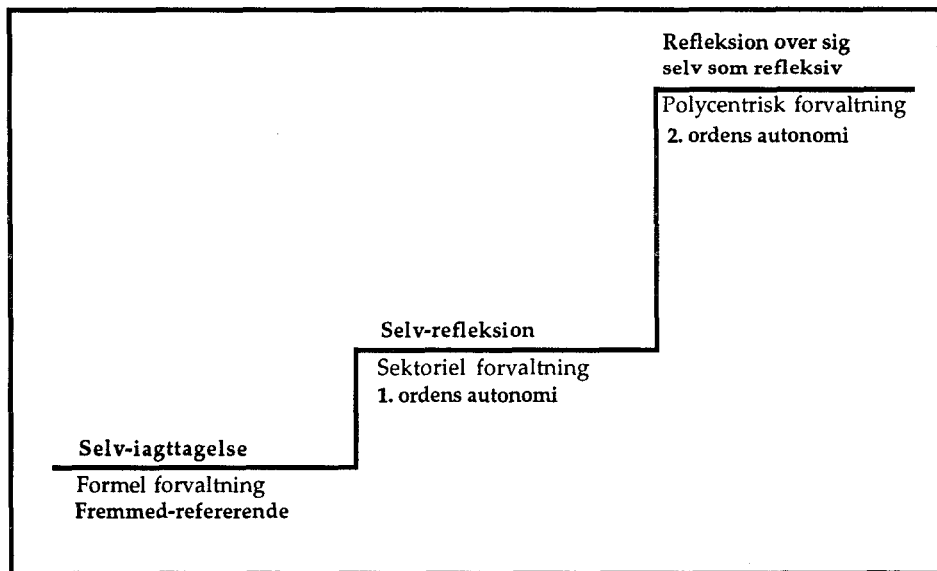 Refleksion over sig
selv som refleksiv
Polycentrisk forvaltning
2. ordens autonomi
Selv-refleksion
Sektoriel forvaltning
1. ordens autonomi
Selv-iagttagelse
Formel forvaltning
Fremmed-refererende